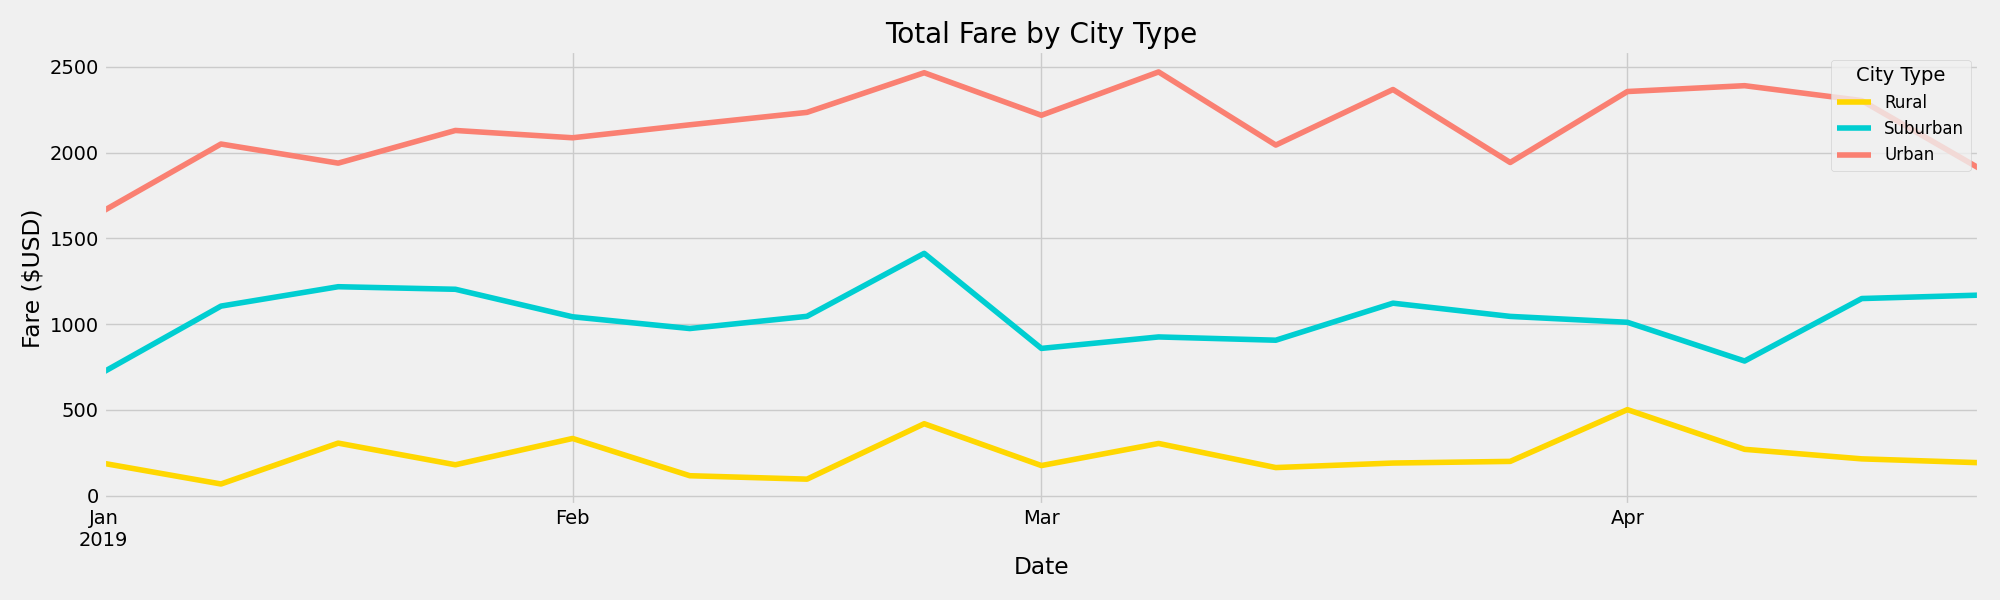 Total Fare by City Type
Fare ($USD)
2500
2000
1500
1000
500
0
City Type
Rural
Suburban
Urban
Jan
2019
Feb
Mar
Apr
Date